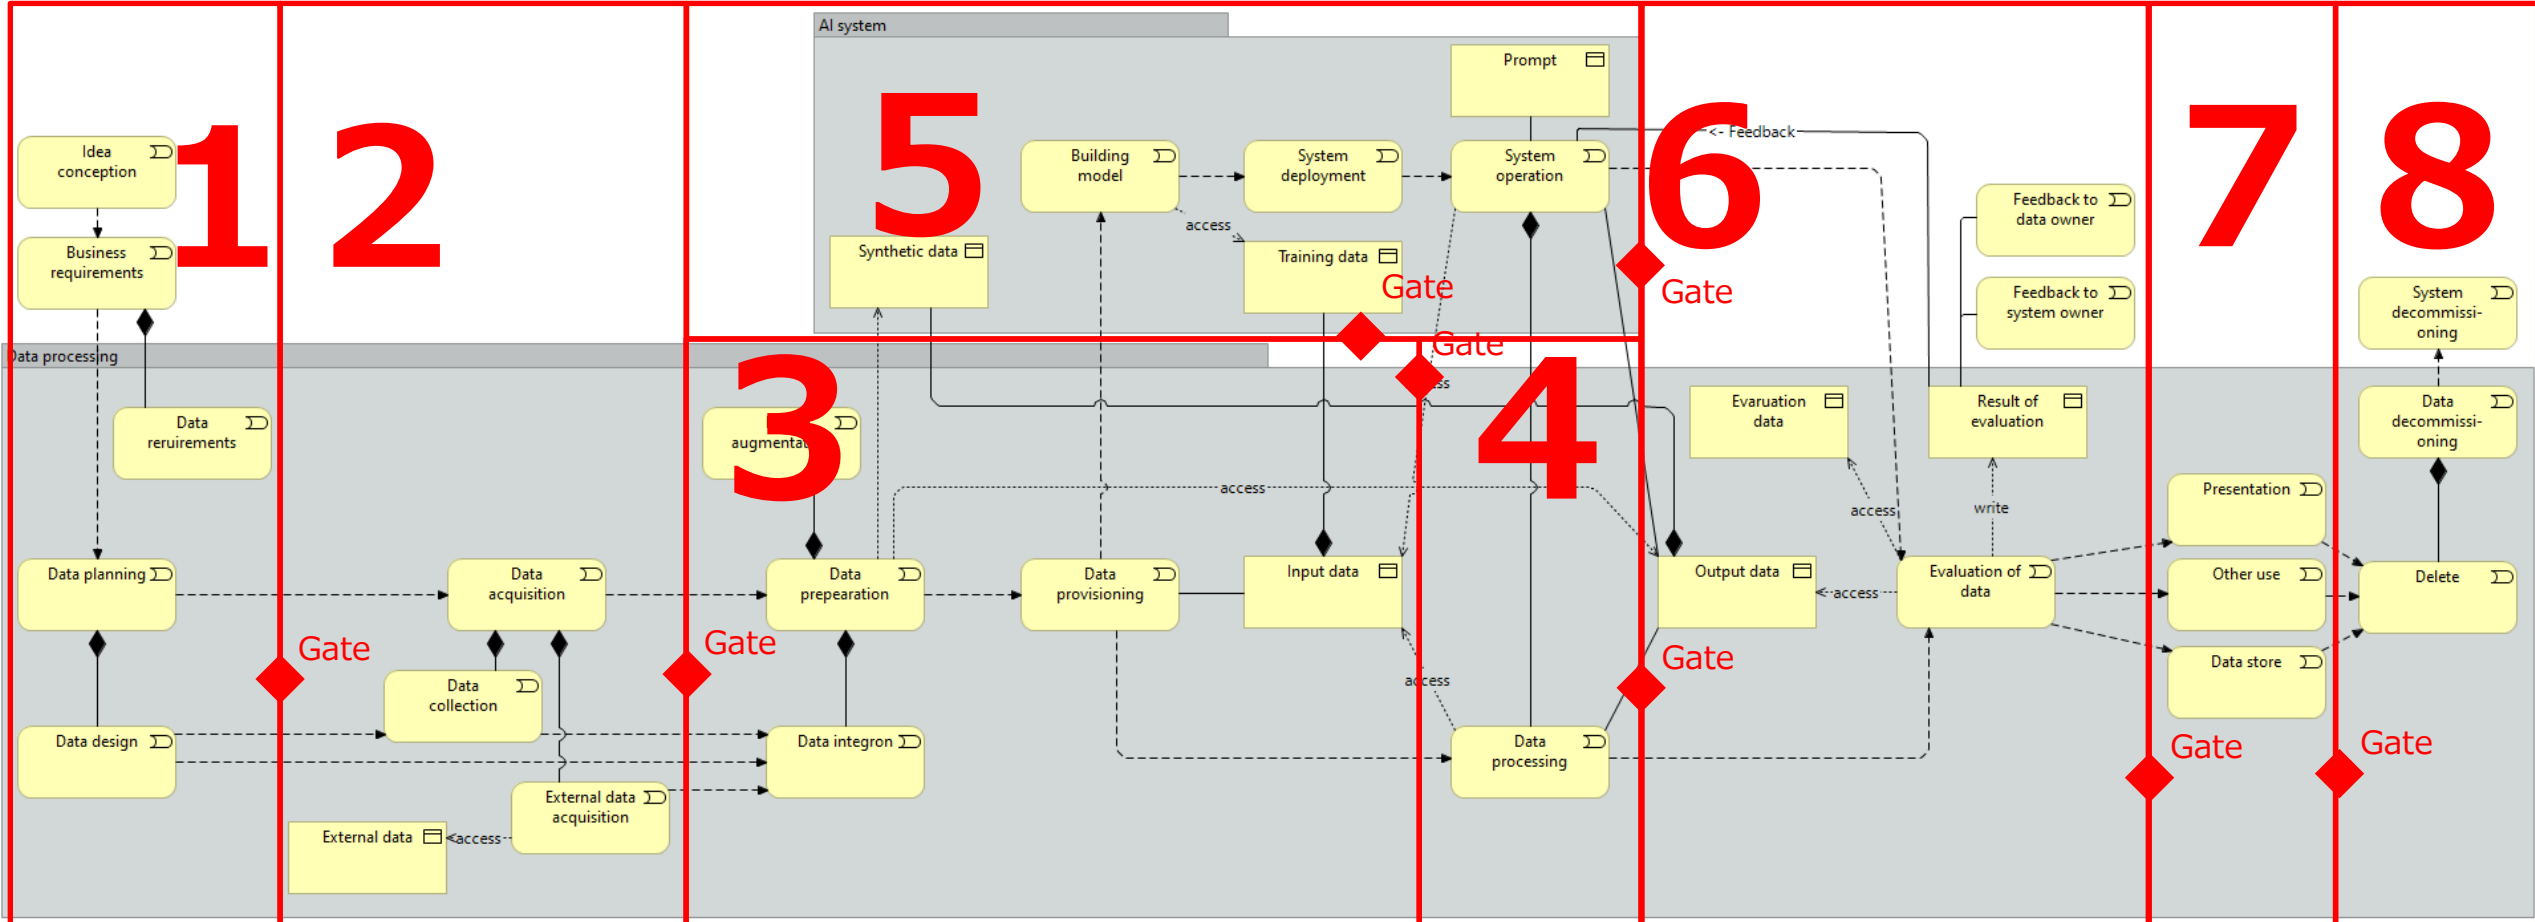 AI system
Prompt
1
2
5
6
7
8
<- Feedback
Idea
conception
Building
model
System
deployment
System
operation
Feedback to
data owner
access
Business
requirements
Synthetic data
Training data
Gate
Gate
Feedback to
system owner
System
decommissi-
oning
Data processing
Gate
3
4
Data
reruirements
Evaruation
data
Result of
evaluation
Data
decommissi-
oning
access
access
write
Presentation
Data planning
Data
acquisition
Data
prepearation
Data
provisioning
Input data
Output data
access
Evaluation of
data
Other use
Delete
Gate
Gate
Gate
Data
collection
access
Data store
Data design
Data integron
Data
processing
Gate
Gate
External data
acquisition
External data
access